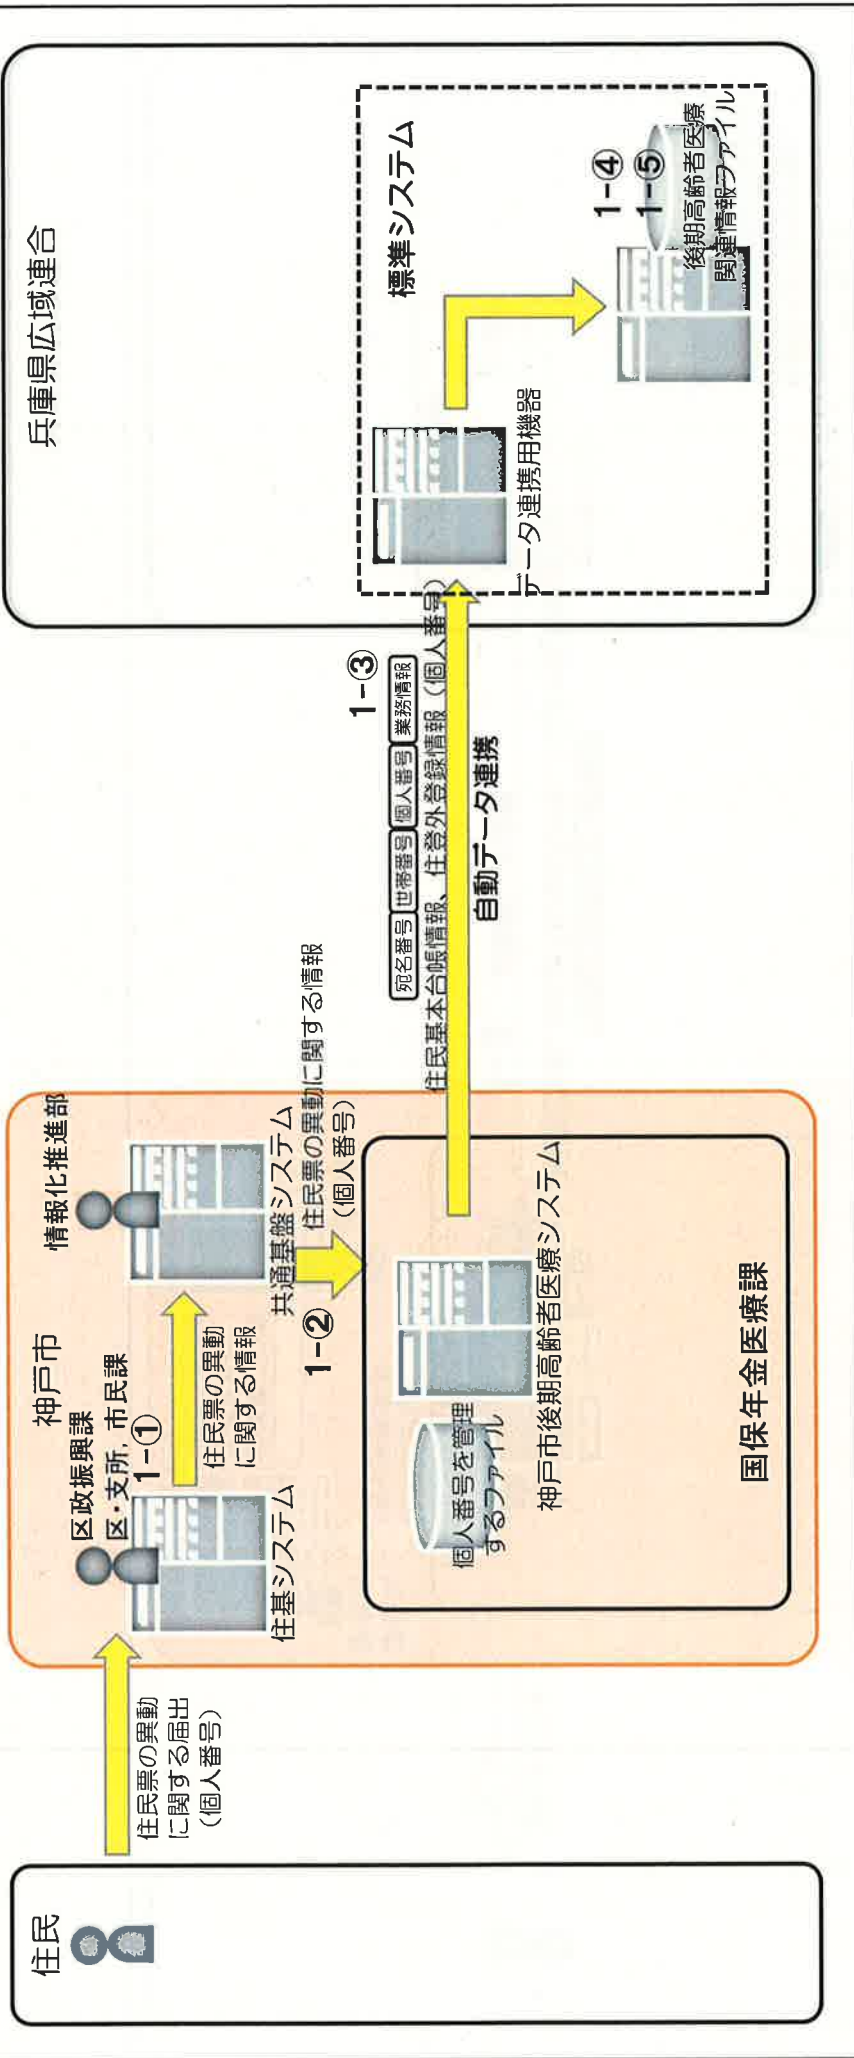 住民
住民票の異動
に関する届出
（個人番号）
神戸市
区政振興課
区・支所，市民課
1-①
住基システム
住民票の異動
に関する情報
情報化推進部
共通基盤システム
1-②
住民票の異動に関する情報
（個人番号）
個人番号を管理
するファイル
神戸市後期高齢者医療システム
国保年金医療課
1-③
宛名番号 世帯番号 個人番号 業務情報
住民基本台帳情報、住登外登録情報（個人番号）
自動データ連携
兵庫県広域連合
標準システム
データ連携用機器
1-④
1-⑤
後期高齢者医療
関連情報ファイル